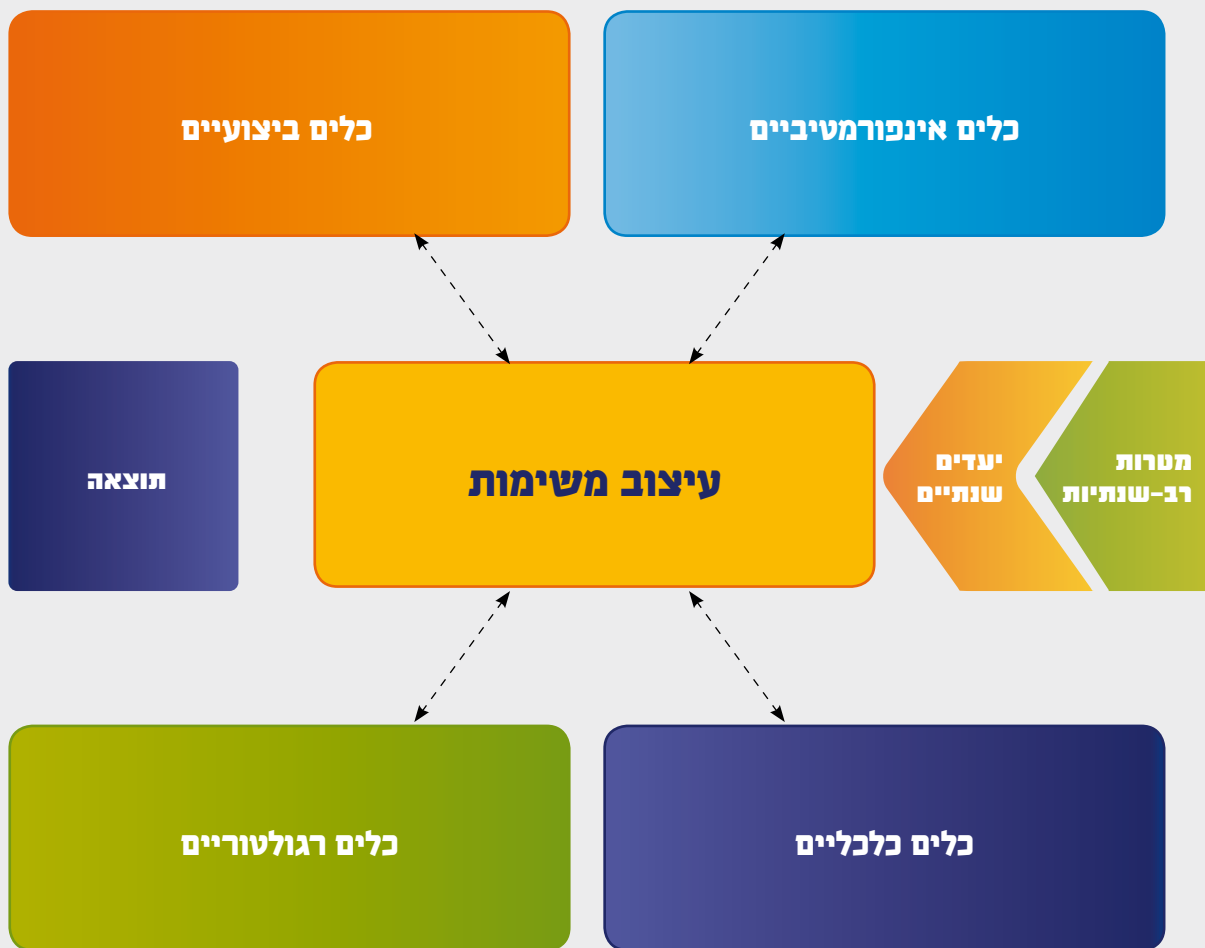 כלים אינפורמטיביים
כלים ביצועיים
מטרות
רב-שנתיות
יעדים
שנתיים
עיצוב משימות
תוצאה
כלים כלכליים
כלים רגולטוריים